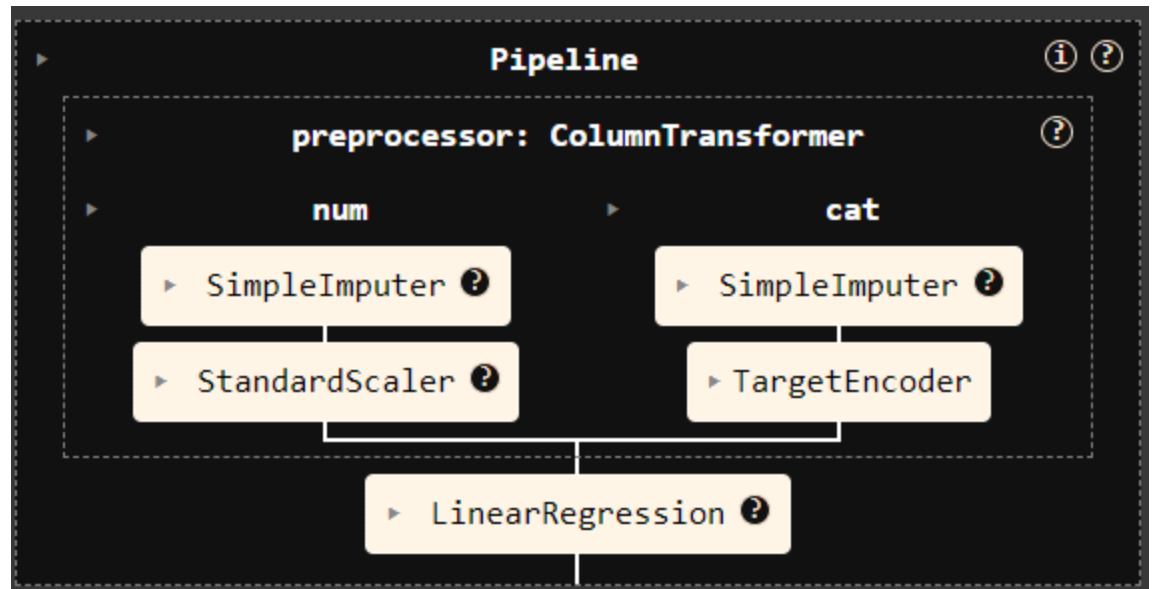 Pipeline
preprocessor: ColumnTransformer
num cat
SimpleImputer SimpleImputer
StandardScaler TargetEncoder
LinearRegression